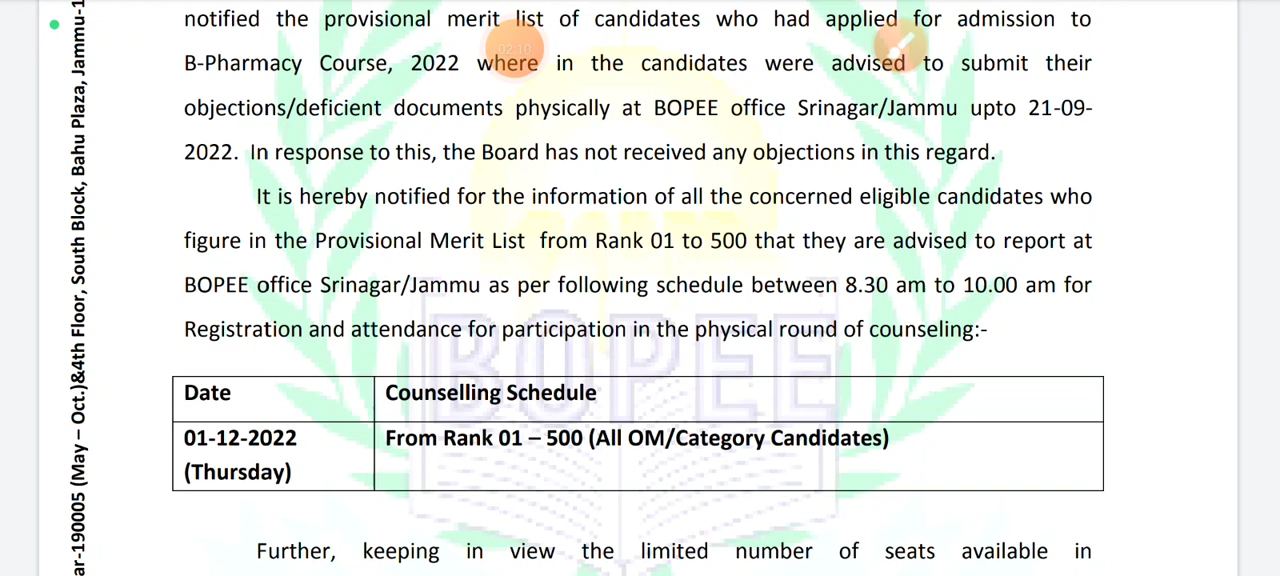 notified the provisional merit list of candidates who had applied for admission to
B-Pharmacy Course, 2022 where in the candidates were advised to submit their
objections/deficient documents physically at BOPEE office Srinagar/Jammu upto 21-09-
2022. In response to this, the Board has not received any objections in this regard.
It is hereby notified for the information of all the concerned eligible candidates who
figure in the Provisional Merit List from Rank 01 to 500 that they are advised to report at
BOPEE office Srinagar/Jammu as per following schedule between 8.30 am to 10.00 am for
Registration and attendance for participation in the physical round of counseling:-
Date
Counselling Schedule
01-12-2022
(Thursday)
From Rank 01 – 500 (All OM/Category Candidates)
Further, keeping in view the limited number of seats available in
ar-190005 (May – Oct.)&4th Floor, South Block, Bahu Plaza, Jammu-1
02:10
BOPEE